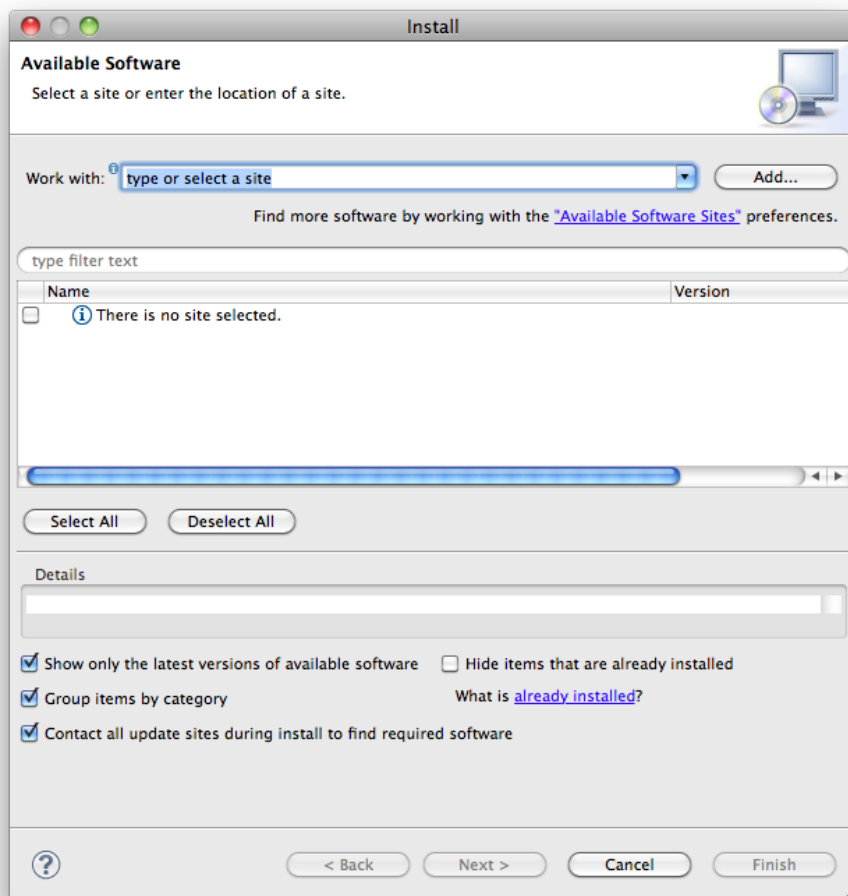 Install
Available Software
Select a site or enter the location of a site.
Work with: type or select a site Add...
Find more software by working with the "Available Software Sites" preferences.
type filter text
Name Version
There is no site selected.
Select All Deselect All
Details
Show only the latest versions of available software Hide items that are already installed
Group items by category What is already installed?
Contact all update sites during install to find required software
? < Back Next > Cancel Finish